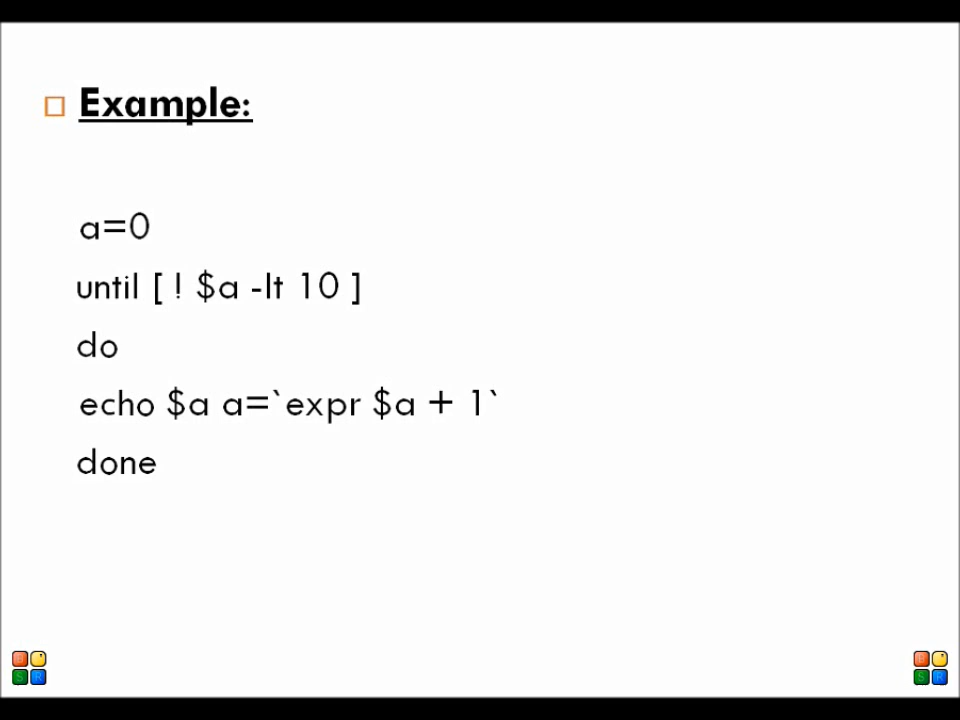 Example:
a=0
until [ ! $a -lt 10 ]
do
echo $a a=`expr $a + 1`
done